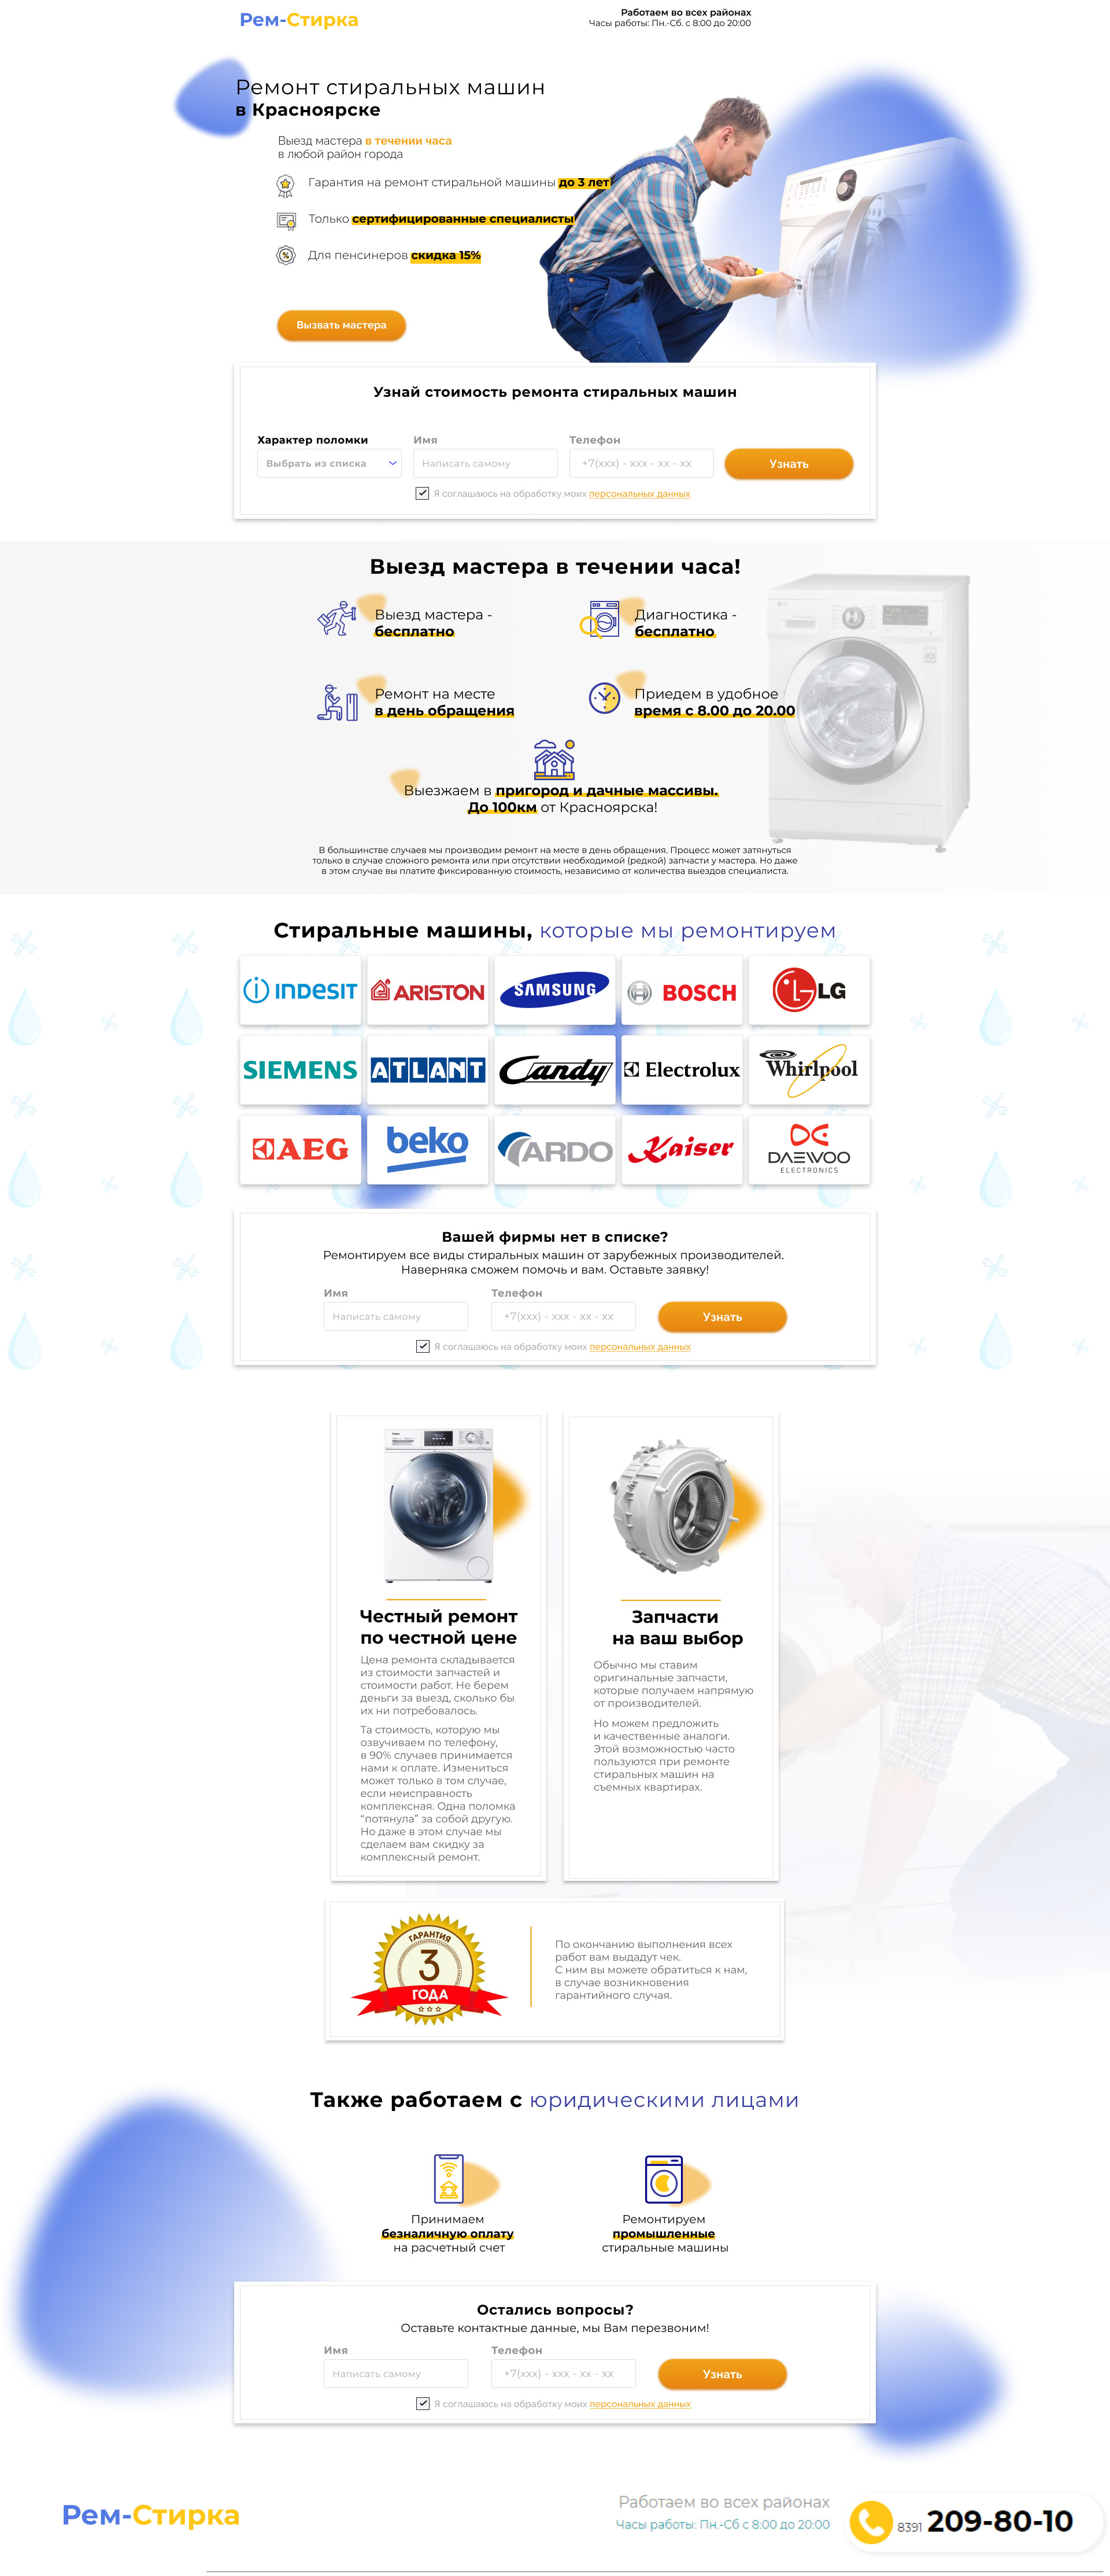 Рем-Стирка
Работаем во всех районах
Часы работы: Пн.-Сб. с 8:00 до 20:00
Ремонт стиральных машин
в Красноярске
Выезд мастера в течении часа
в любой район города
Гарантия на ремонт стиральной машины до 3 лет
Только сертифицированные специалисты
Для пенсинеров скидка 15%
Вызвать мастера
Узнай стоимость ремонта стиральных машин
Характер поломки
Имя
Телефон
Выбрать из списка
Написать самому
+7(xxx) - xxx - xx - xx
Узнать
Я соглашаюсь на обработку моих персональных данных
Выезд мастера в течении часа!
Выезд мастера -
бесплатно
Диагностика -
бесплатно
Ремонт на месте
в день обращения
Приедем в удобное
время с 8.00 до 20.00
Выезжаем в пригород и дачные массивы.
До 100км от Красноярска!
В большинстве случаев мы производим ремонт на месте в день обращения. Процесс может затянуться
только в случае сложного ремонта или при отсутствии необходимой (редкой) запчасти у мастера. Но даже
в этом случае вы платите фиксированную стоимость, независимо от количества выездов специалиста.
Стиральные машины, которые мы ремонтируем
INDESIT
ARISTON
SAMSUNG
BOSCH
LG
SIEMENS
ATLANT
Candy
Electrolux
Whirlpool
AEG
beko
ARDO
Kaiser
DAEWOO
ELECTRONICS
Вашей фирмы нет в списке?
Ремонтируем все виды стиральных машин от зарубежных производителей.
Наверняка сможем помочь и вам. Оставьте заявку!
Имя
Телефон
Написать самому
+7(xxx) - xxx - xx - xx
Узнать
Я соглашаюсь на обработку моих персональных данных
Честный ремонт
по честной цене
Цена ремонта складывается
из стоимости запчастей и
стоимости работ. Не берем
деньги за выезд, сколько бы
их ни потребовалось.
Та стоимость, которую мы
озвучиваем по телефону,
в 90% случаев принимается
нами к оплате. Измениться
может только в том случае,
если неисправность
комплексная. Одна поломка
“потянула” за собой другую.
Но даже в этом случае мы
сделаем вам скидку за
комплексный ремонт.
Запчасти
на ваш выбор
Обычно мы ставим
оригинальные запчасти,
которые получаем напрямую
от производителей.
Но можем предложить
и качественные аналоги.
Этой возможностью часто
пользуются при ремонте
стиральных машин на
съемных квартирах.
ГАРАНТИЯ
3
ГОДА
По окончанию выполнения всех
работ вам выдадут чек.
С ним вы можете обратиться к нам,
в случае возникновения
гарантийного случая.
Также работаем с юридическими лицами
Принимаем
безналичную оплату
на расчетный счет
Ремонтируем
промышленные
стиральные машины
Остались вопросы?
Оставьте контактные данные, мы Вам перезвоним!
Имя
Телефон
Написать самому
+7(xxx) - xxx - xx - xx
Узнать
Я соглашаюсь на обработку моих персональных данных
Рем-Стирка
Работаем во всех районах
Часы работы: Пн.-Сб с 8:00 до 20:00
8391 209-80-10